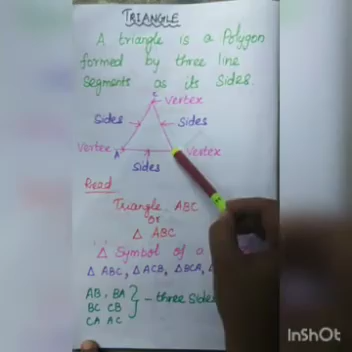 TRIANGLE
A triangle is a Polygon
formed by three line
segments as its Sides.
C Vertex
Sides Sides
Vertex A Vertex
Sides
Read
Triangle ABC
or
△ ABC
"△" Symbol of a
△ ABC, △ ACB, △ BCA, △
AB, BA
BC CB - three Sides
CA AC
InShot